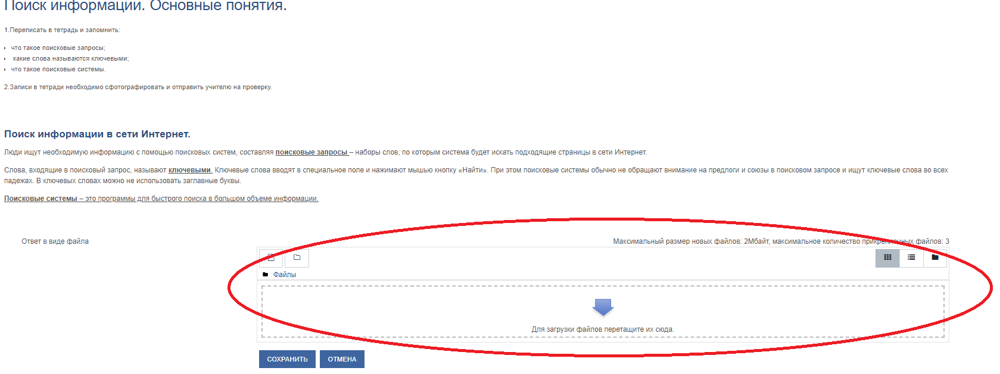 Поиск информации. Основные понятия.
1.Переписать в тетрадь и запомнить:
что такое поисковые запросы;
какие слова называются ключевыми;
что такое поисковые системы.
2.Записи в тетради необходимо сфотографировать и отправить учителю на проверку.
Поиск информации в сети Интернет.
Люди ищут необходимую информацию с помощью поисковых систем, составляя поисковые запросы – наборы слов, по которым система будет искать подходящие страницы в сети Интернет.
Слова, входящие в поисковый запрос, называют ключевыми. Ключевые слова вводят в специальное поле и нажимают мышью кнопку «Найти». При этом поисковые системы обычно не обращают внимание на предлоги и союзы в поисковом запросе и ищут ключевые слова во всех
падежах. В ключевых словах можно не использовать заглавные буквы.
Поисковые системы – это программы для быстрого поиска в большом объеме информации.
Ответ в виде файла
Максимальный размер новых файлов: 2Мбайт, максимальное количество прикрепленных файлов: 3
Файлы
Для загрузки файлов перетащите их сюда.
СОХРАНИТЬ
ОТМЕНА